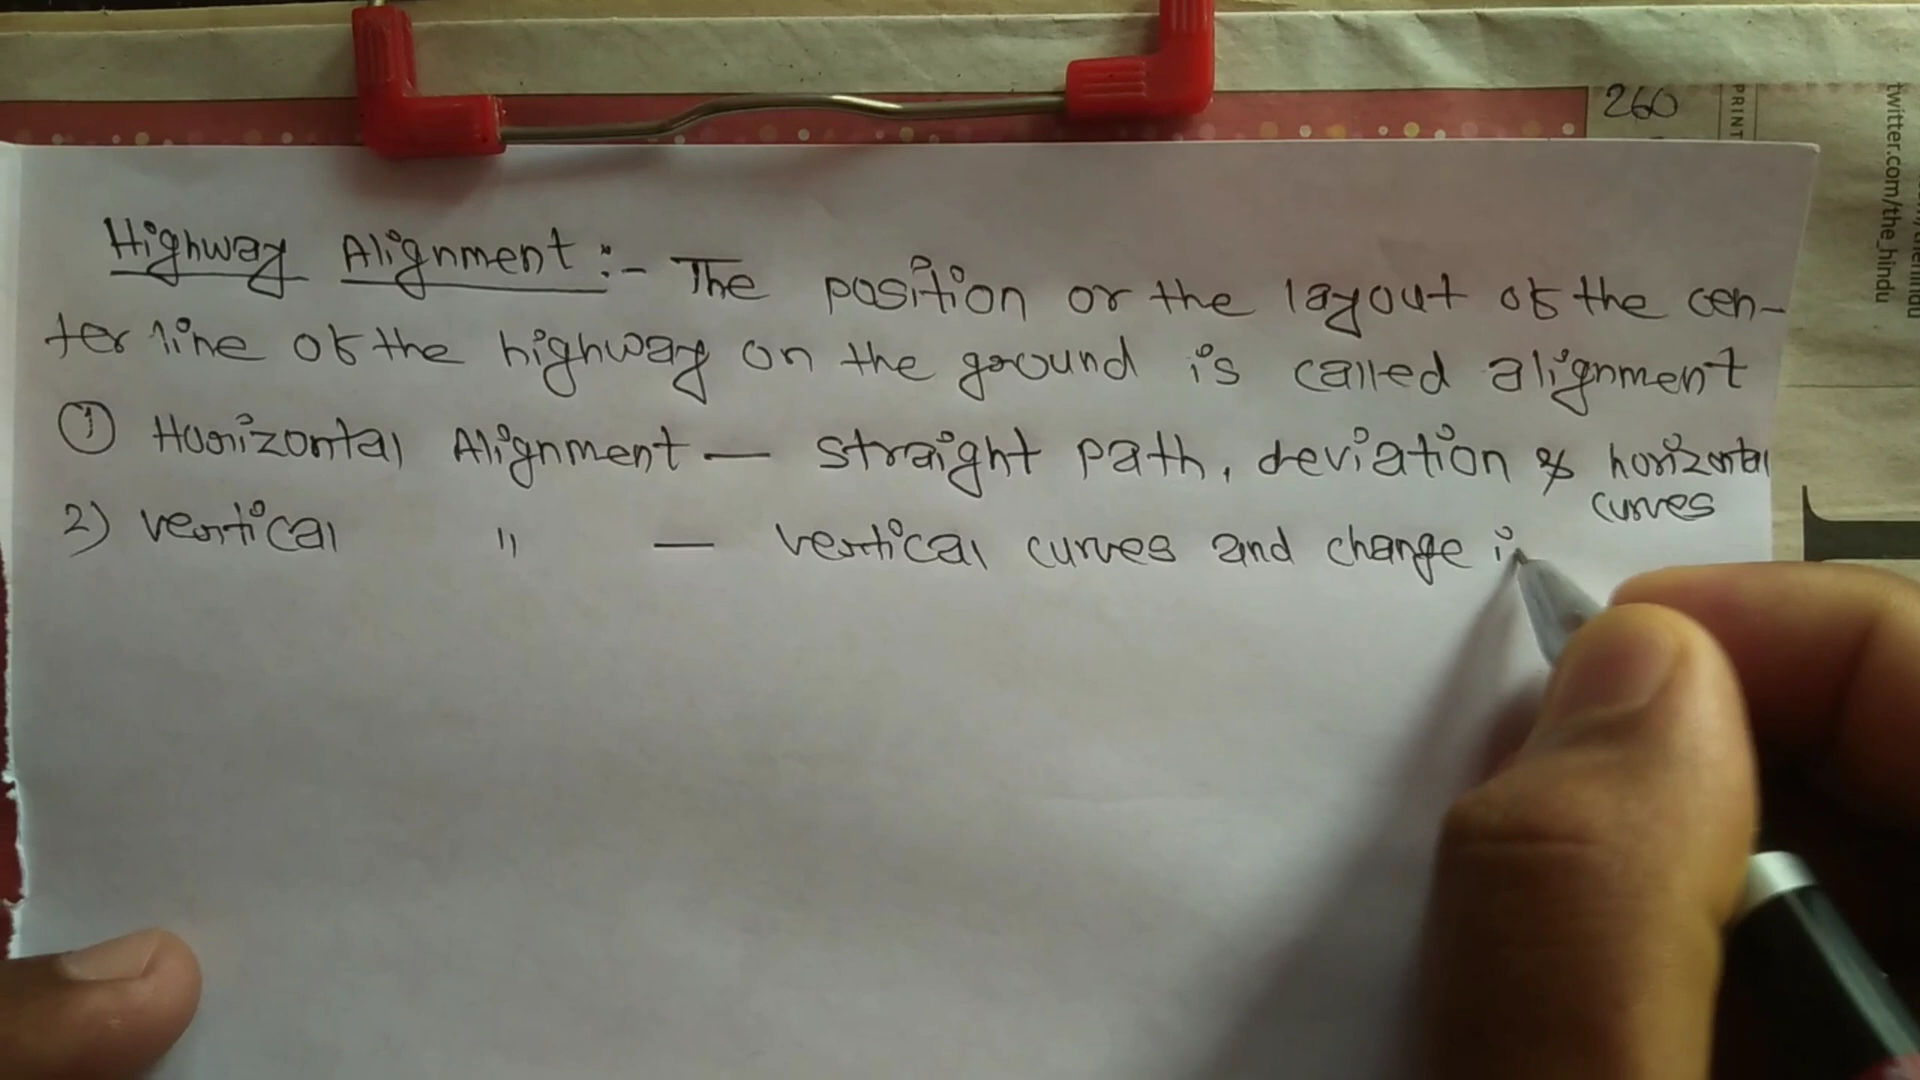 260
PRINT
twitter.com/the_hindu
Highway Alignment :- The position or the layout of the cen-
ter line of the highway on the ground is called alignment
① Horizontal Alignment — straight path, deviation & horizontal
curves
2) vertical " — vertical curves and change i